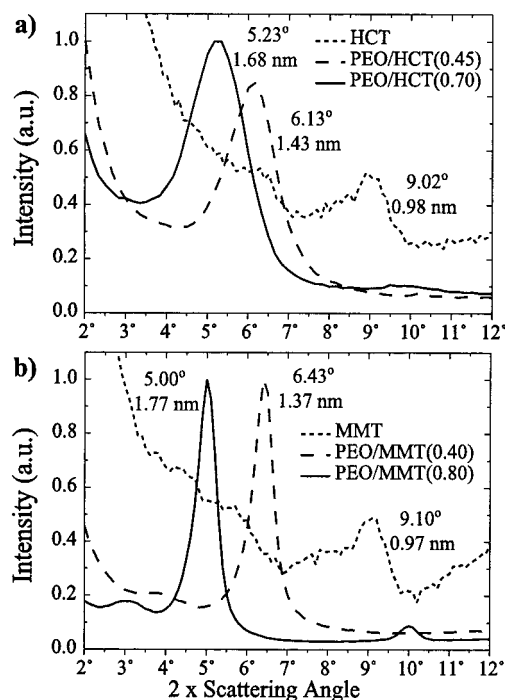 a)
1.0
0.8
0.6
0.4
0.2
0.0
Intensity (a.u.)
5.23°
1.68 nm
6.13°
1.43 nm
9.02°
0.98 nm
HCT
PEO/HCT(0.45)
PEO/HCT(0.70)
2° 3° 4° 5° 6° 7° 8° 9° 10° 11° 12°
b)
1.0
0.8
0.6
0.4
0.2
0.0
Intensity (a.u.)
5.00°
1.77 nm
6.43°
1.37 nm
MMT
PEO/MMT(0.40)
PEO/MMT(0.80)
9.10°
0.97 nm
2° 3° 4° 5° 6° 7° 8° 9° 10° 11° 12°
2 x Scattering Angle